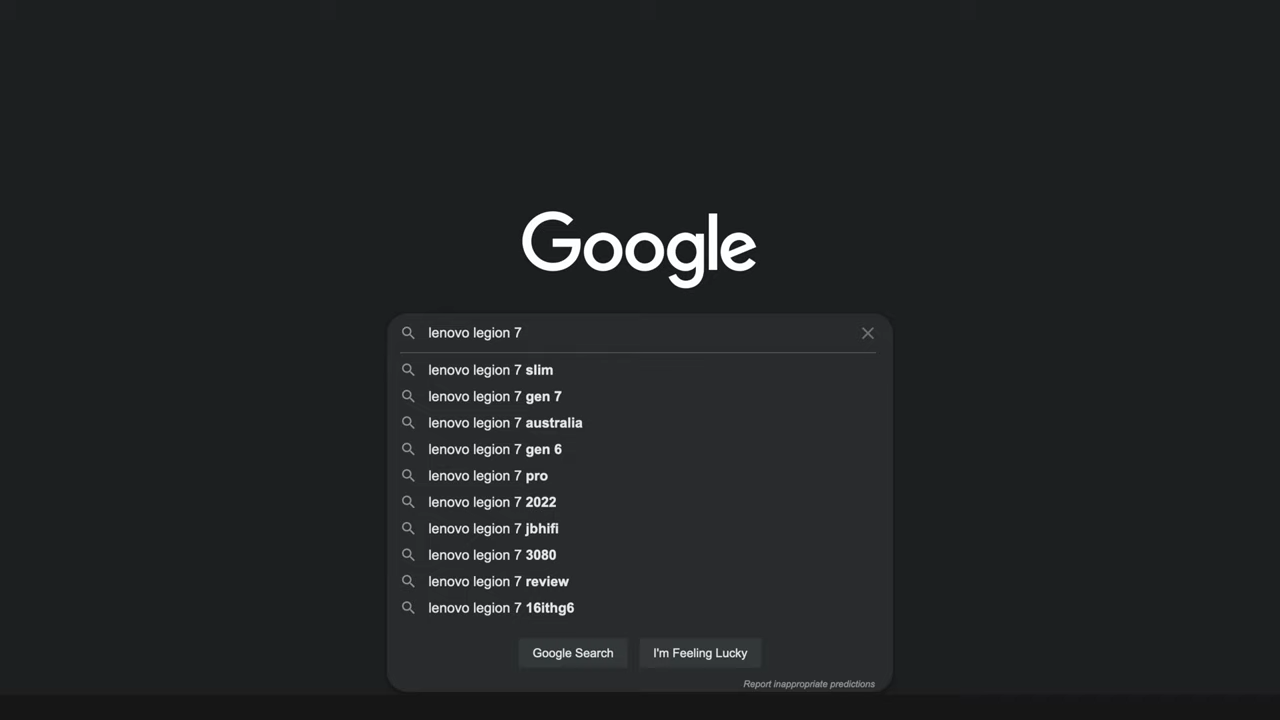 Google
lenovo legion 7
lenovo legion 7 slim
lenovo legion 7 gen 7
lenovo legion 7 australia
lenovo legion 7 gen 6
lenovo legion 7 pro
lenovo legion 7 2022
lenovo legion 7 jbhifi
lenovo legion 7 3080
lenovo legion 7 review
lenovo legion 7 16ithg6
Google Search I'm Feeling Lucky
Report inappropriate predictions